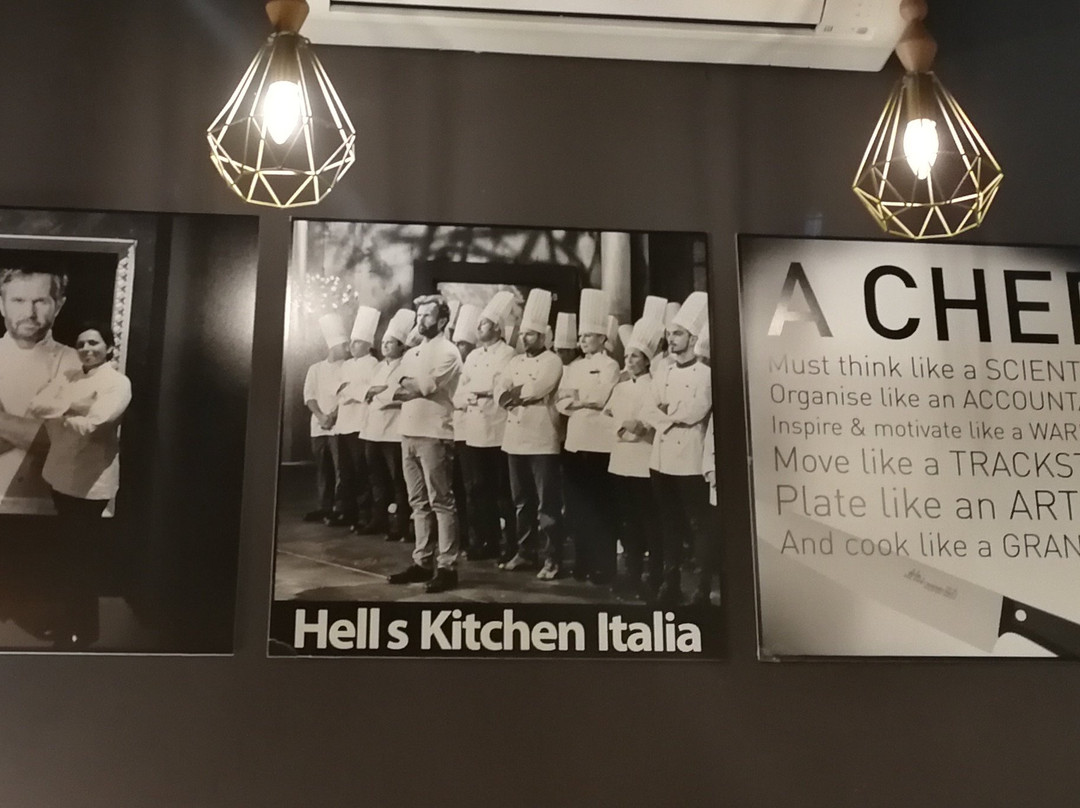 Hell s Kitchen Italia
A CHEF
Must think like a SCIENT
Organise like an ACCOUNTA
Inspire & motivate like a WAR
Move like a TRACKST
Plate like an ART
And cook like a GRAN